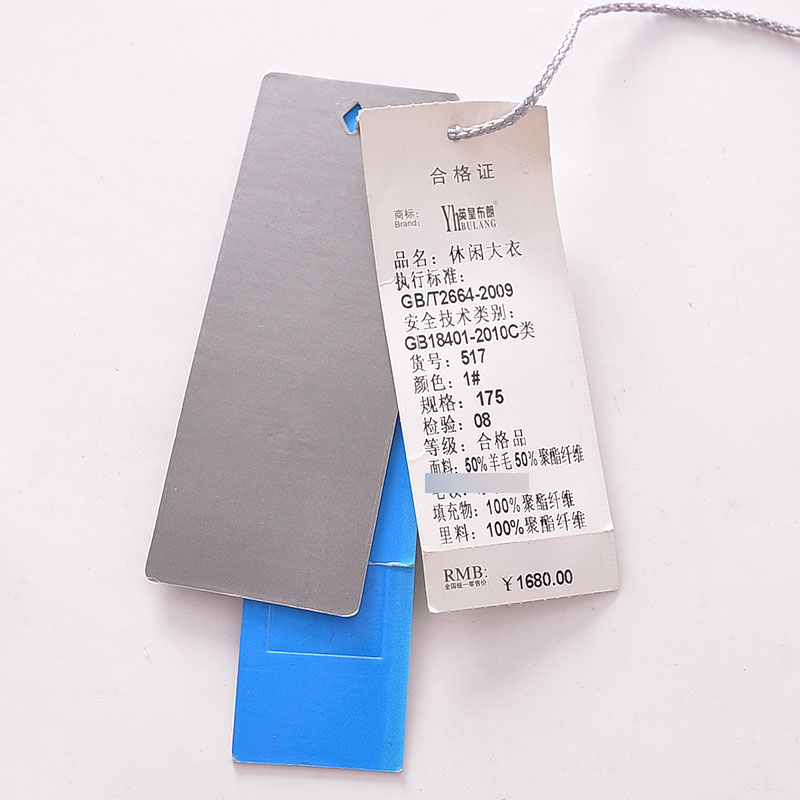 合格证
商标:
Brand:
Yh英皇布朗
BULANG
品名：休闲大衣
执行标准：
GB/T2664-2009
安全技术类别：
GB18401-2010C类
货号：517
颜色：1#
规格：175
检验：08
等级：合格品
面料：50%羊毛50%聚酯纤维
填充物：100%聚酯纤维
里料：100%聚酯纤维
RMB:
全国统一零售价:
￥1680.00